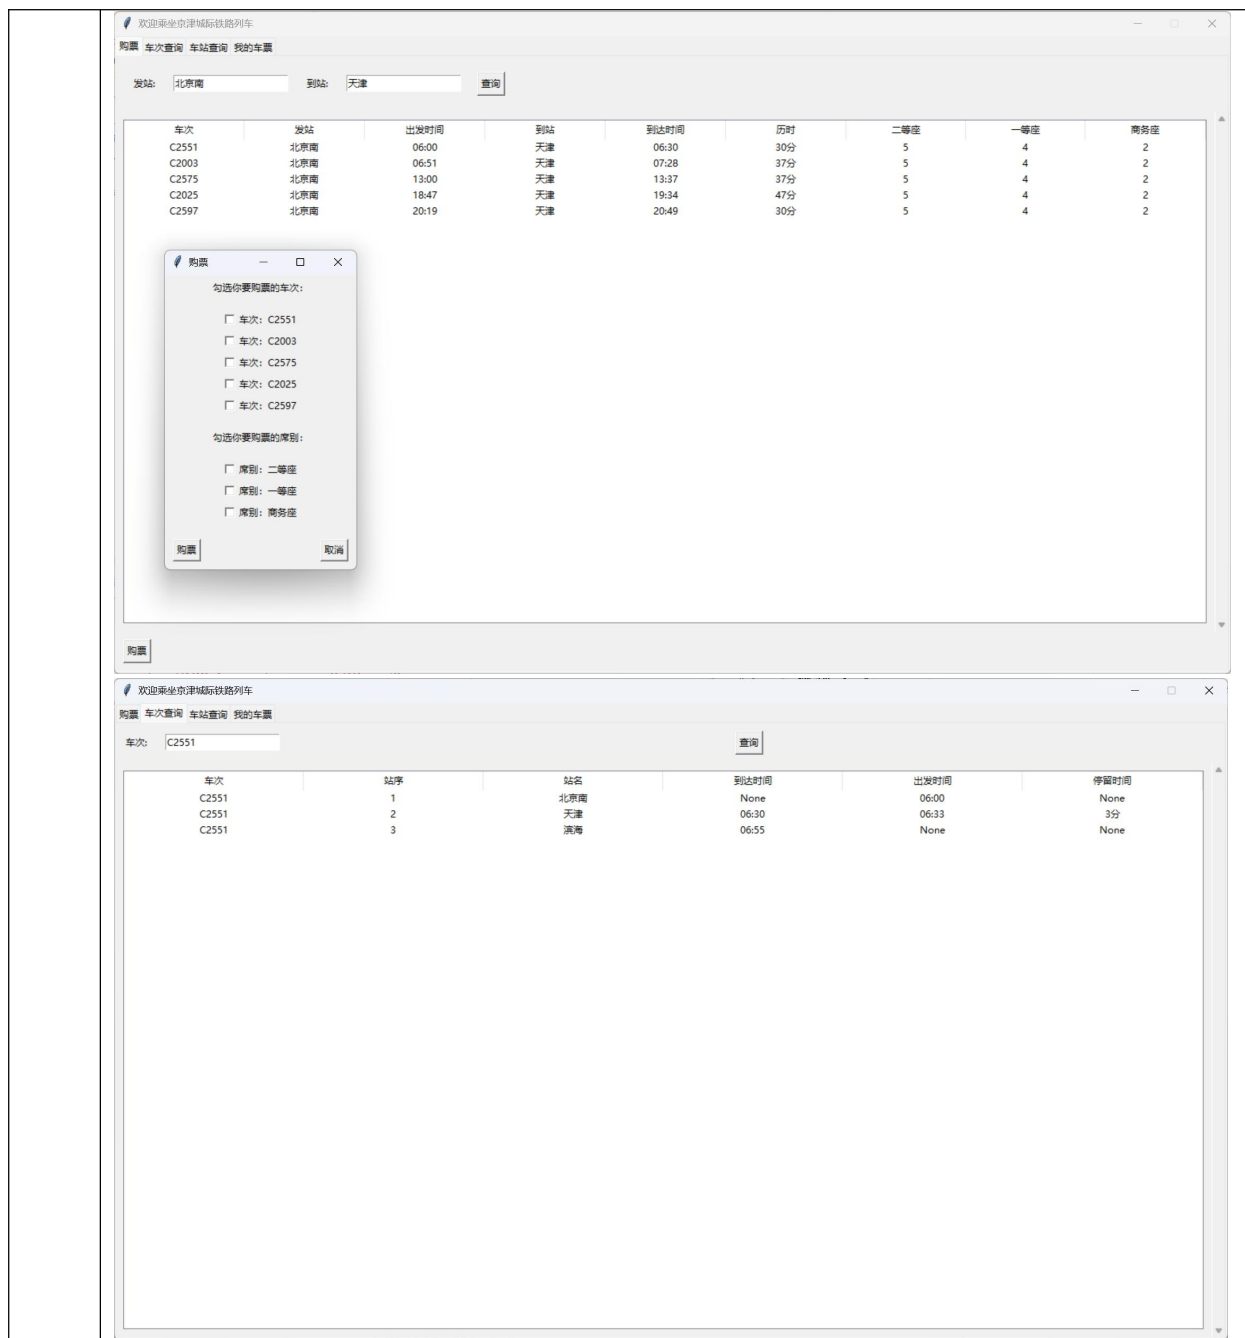 欢迎乘坐京津城际铁路列车
购票 车次查询 车站查询 我的车票
发站: 北京南 到站: 天津 查询
车次 发站 出发时间 到站 到达时间 历时 二等座 一等座 商务座
C2551 北京南 06:00 天津 06:30 30分 5 4 2
C2003 北京南 06:51 天津 07:28 37分 5 4 2
C2575 北京南 13:00 天津 13:37 37分 5 4 2
C2025 北京南 18:47 天津 19:34 47分 5 4 2
C2597 北京南 20:19 天津 20:49 30分 5 4 2
购票
勾选你要购票的车次:
车次: C2551
车次: C2003
车次: C2575
车次: C2025
车次: C2597
勾选你要购票的席别:
席别: 二等座
席别: 一等座
席别: 商务座
购票 取消
购票
欢迎乘坐京津城际铁路列车
购票 车次查询 车站查询 我的车票
车次: C2551 查询
车次 站序 站名 到达时间 出发时间 停留时间
C2551 1 北京南 None 06:00 None
C2551 2 天津 06:30 06:33 3分
C2551 3 滨海 06:55 None None